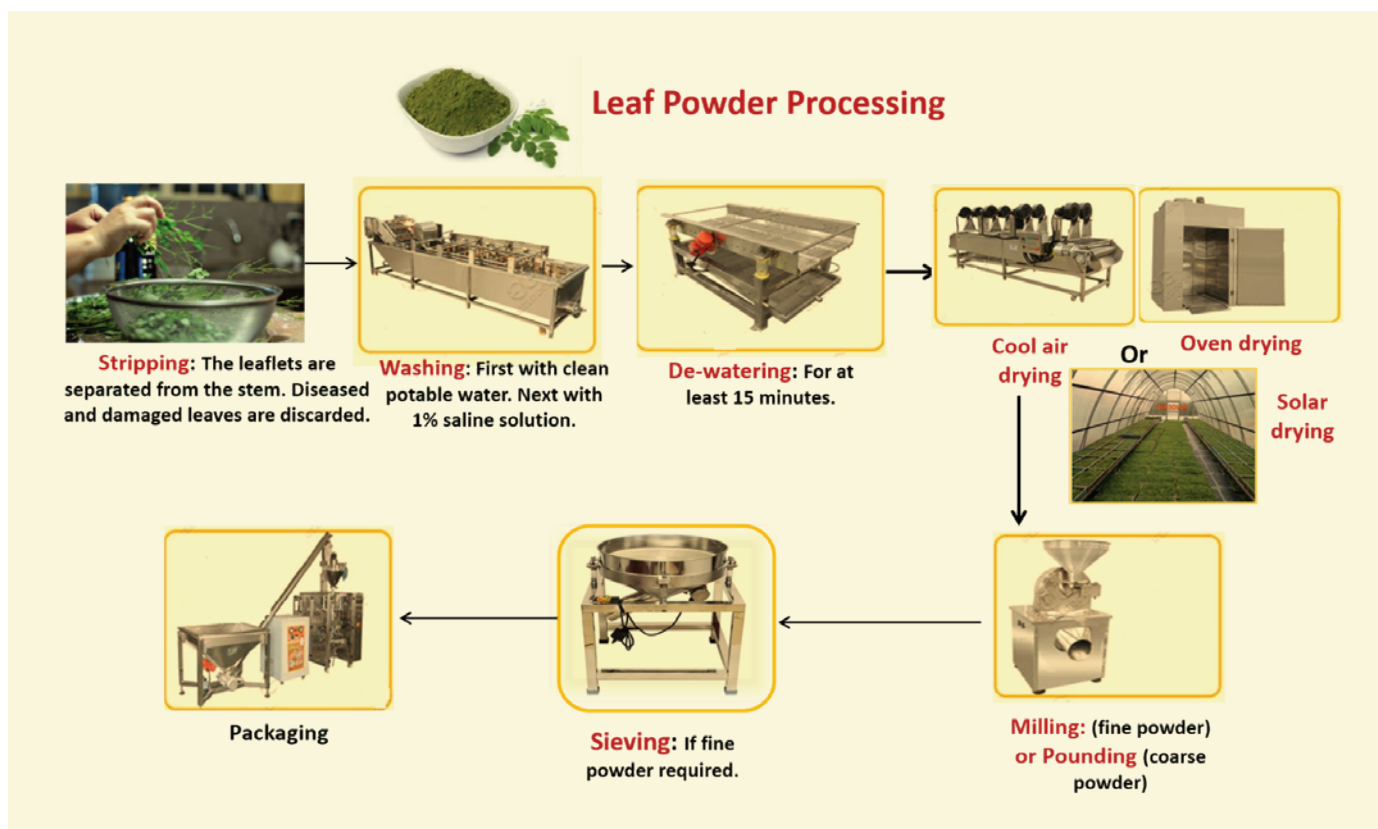 Leaf Powder Processing
Stripping: The leaflets are
separated from the stem. Diseased
and damaged leaves are discarded.
Washing: First with clean
potable water. Next with
1% saline solution.
De-watering: For at
least 15 minutes.
Cool air
drying
Or
Oven drying
Solar
drying
Milling: (fine powder)
or Pounding (coarse
powder)
Sieving: If fine
powder required.
Packaging